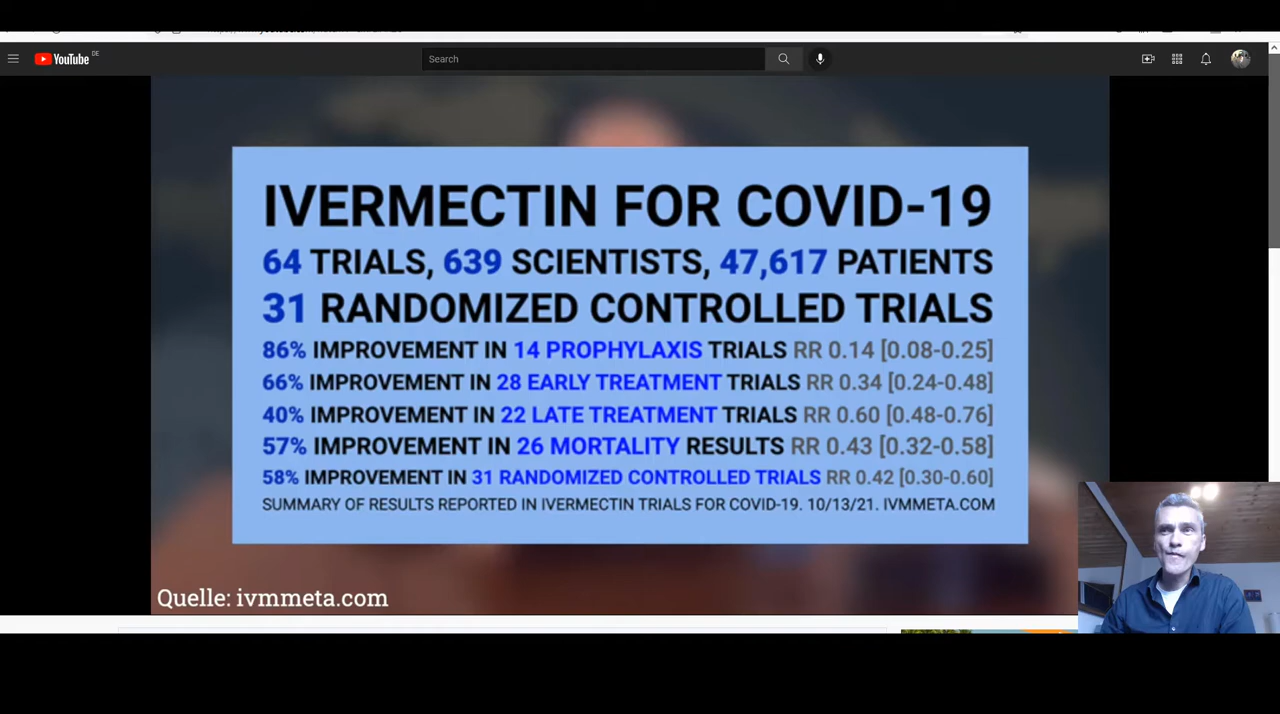 YouTube DE
Search
IVERMECTIN FOR COVID-19
64 TRIALS, 639 SCIENTISTS, 47,617 PATIENTS
31 RANDOMIZED CONTROLLED TRIALS
86% IMPROVEMENT IN 14 PROPHYLAXIS TRIALS RR 0.14 [0.08-0.25]
66% IMPROVEMENT IN 28 EARLY TREATMENT TRIALS RR 0.34 [0.24-0.48]
40% IMPROVEMENT IN 22 LATE TREATMENT TRIALS RR 0.60 [0.48-0.76]
57% IMPROVEMENT IN 26 MORTALITY RESULTS RR 0.43 [0.32-0.58]
58% IMPROVEMENT IN 31 RANDOMIZED CONTROLLED TRIALS RR 0.42 [0.30-0.60]
SUMMARY OF RESULTS REPORTED IN IVERMECTIN TRIALS FOR COVID-19. 10/13/21. IVMMETA.COM
Quelle: ivmmeta.com